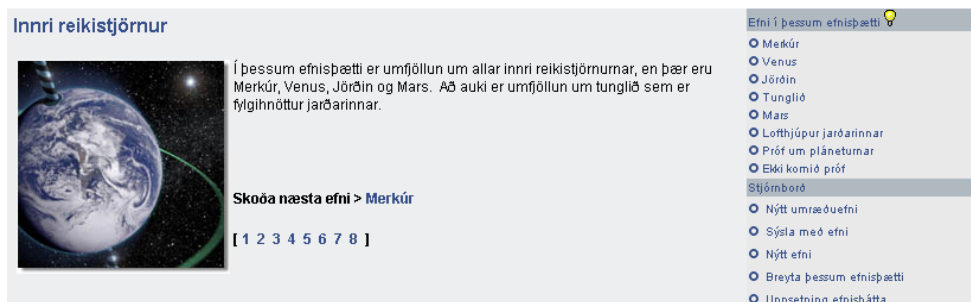 Innri reikistjörnur
Í þessum efnisþætti er umfjöllun um allar innri reikistjörnurnar, en þær eru
Merkúr, Venus, Jörðin og Mars. Að auki er umfjöllun um tunglið sem er
fylgihnöttur jarðarinnar.
Skoða næsta efni > Merkúr
[ 1 2 3 4 5 6 7 8 ]
Efni í þessum efnisþætti
Merkúr
Venus
Jörðin
Tunglið
Mars
Lofthjúpur jarðarinnar
Próf um pláneturnar
Ekki komið próf
Stjórnborð
Nýtt umræðuefni
Sýsla með efni
Nýtt efni
Breyta þessum efnisþætti
Uppsetning efnisþátta